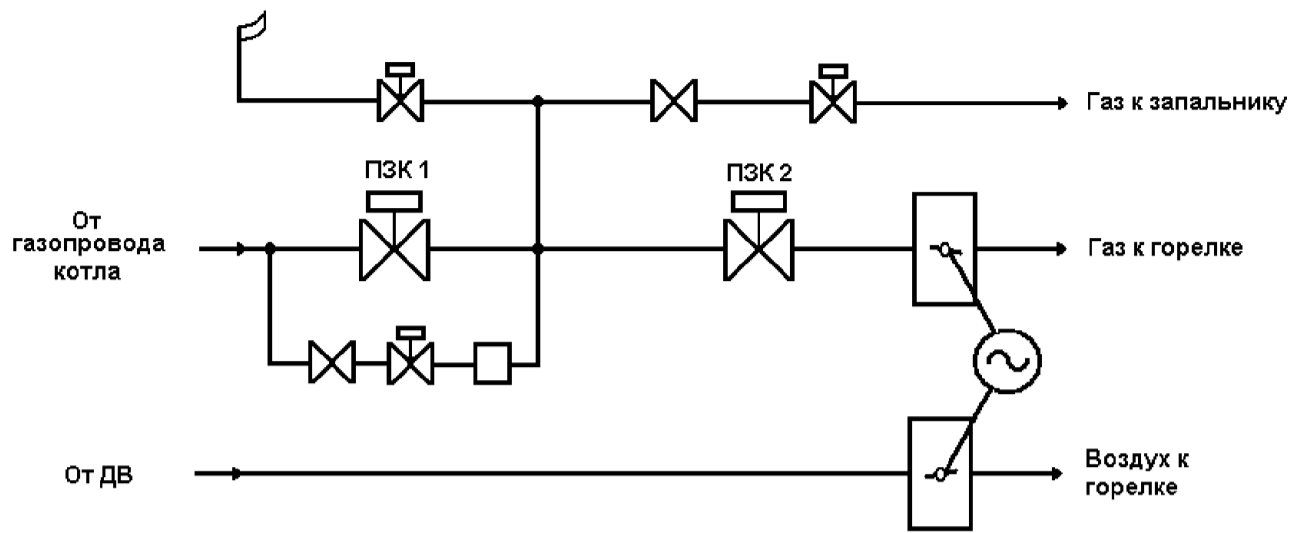 Газ к запальнику
ПЗК 1
ПЗК 2
От
газопровода
котла
Газ к горелке
От ДВ
Воздух к
горелке